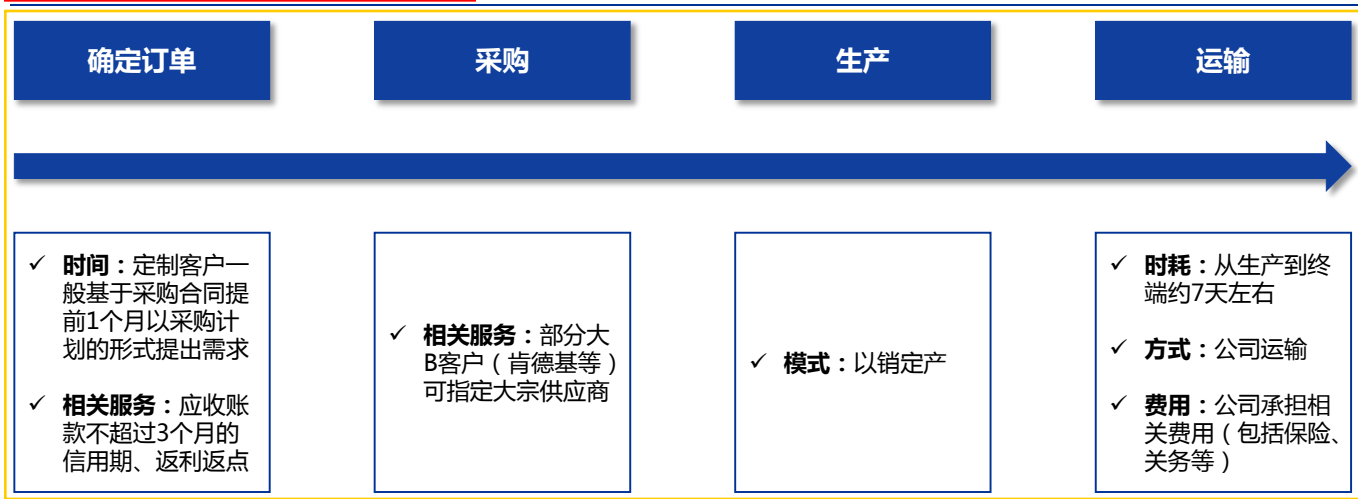 确定订单
采购
生产
运输
✓ 时间：定制客户一
般基于采购合同提
前1个月以采购计
划的形式提出需求
✓ 相关服务：应收账
款不超过3个月的
信用期、返利返点
✓ 相关服务：部分大
B客户（肯德基等）
可指定大宗供应商
✓ 模式：以销定产
✓ 时耗：从生产到终
端约7天左右
✓ 方式：公司运输
✓ 费用：公司承担相
关费用（包括保险、
关务等）